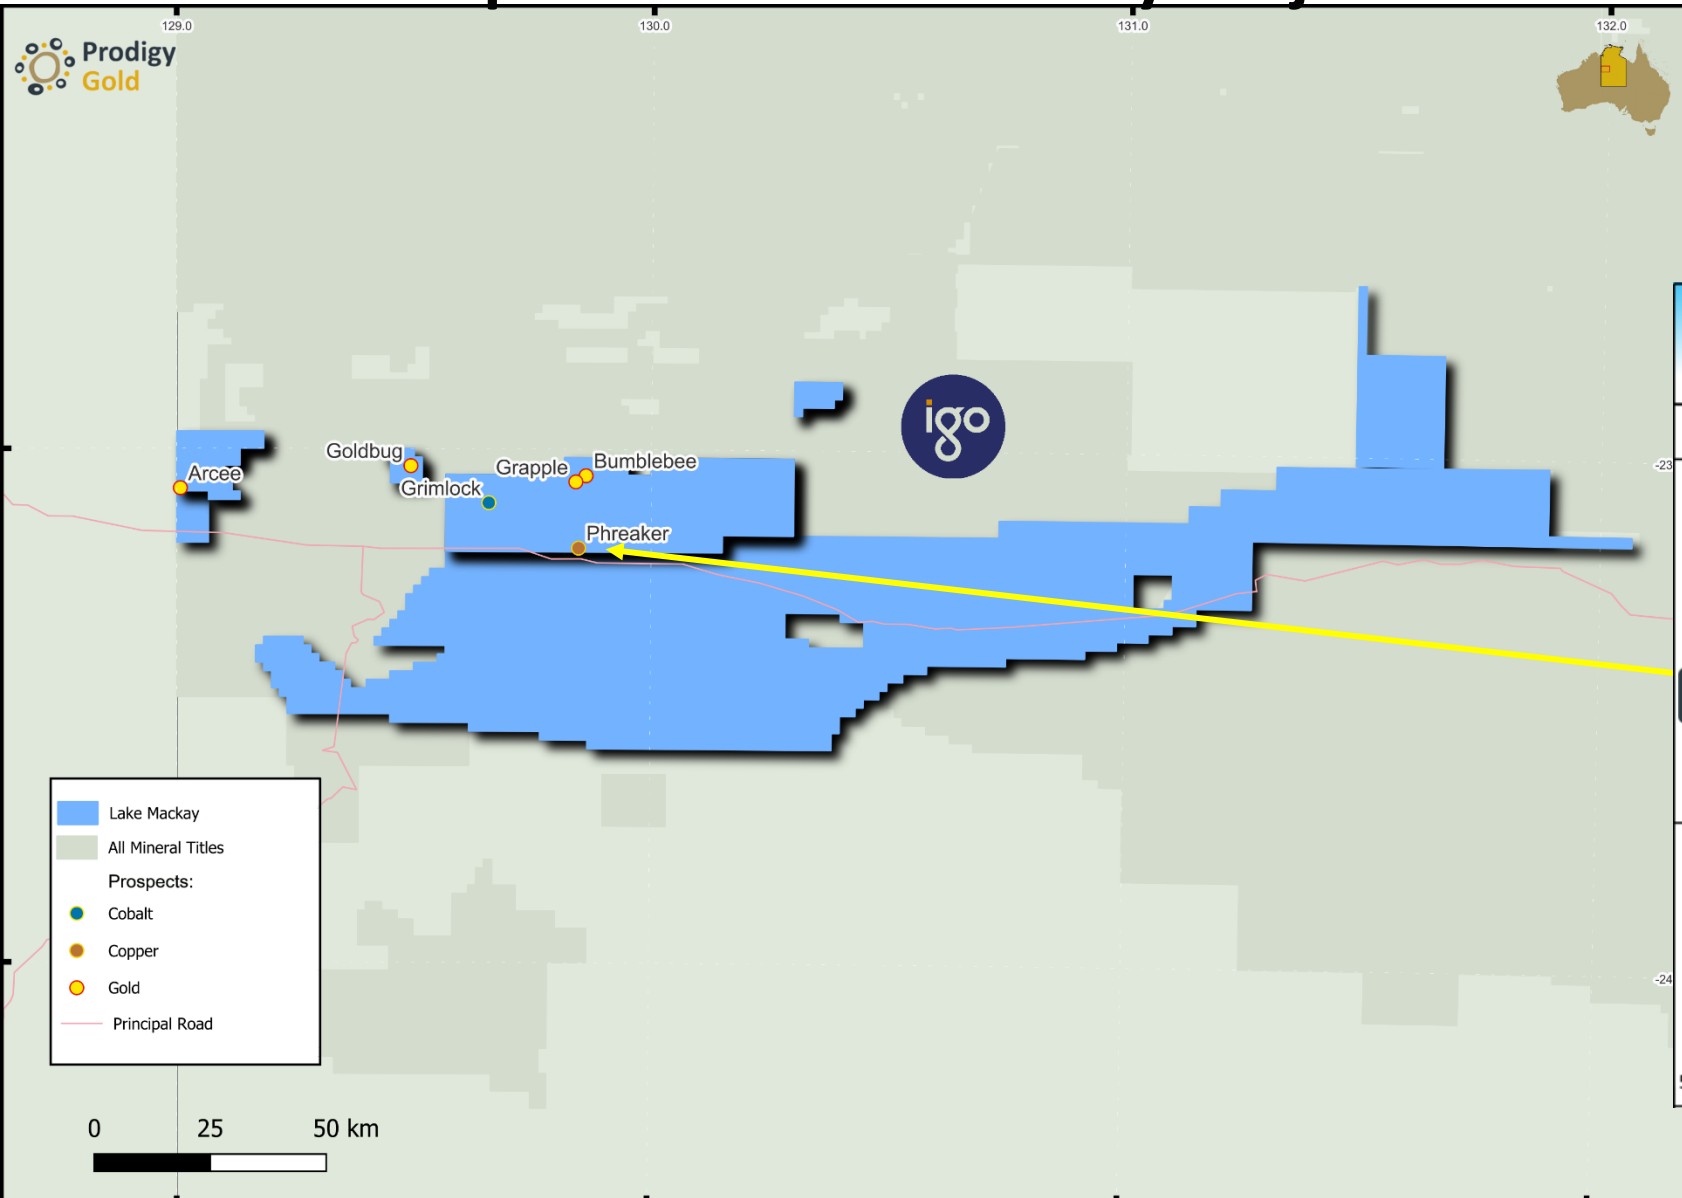 129.0
130.0
131.0
132.0
Prodigy
Gold
igo
Goldbug
Bumblebee
Grapple
Arcee
Grimlock
Phreaker
-23
-24
Lake Mackay
All Mineral Titles
Prospects:
Cobalt
Copper
Gold
Principal Road
0 25 50 km